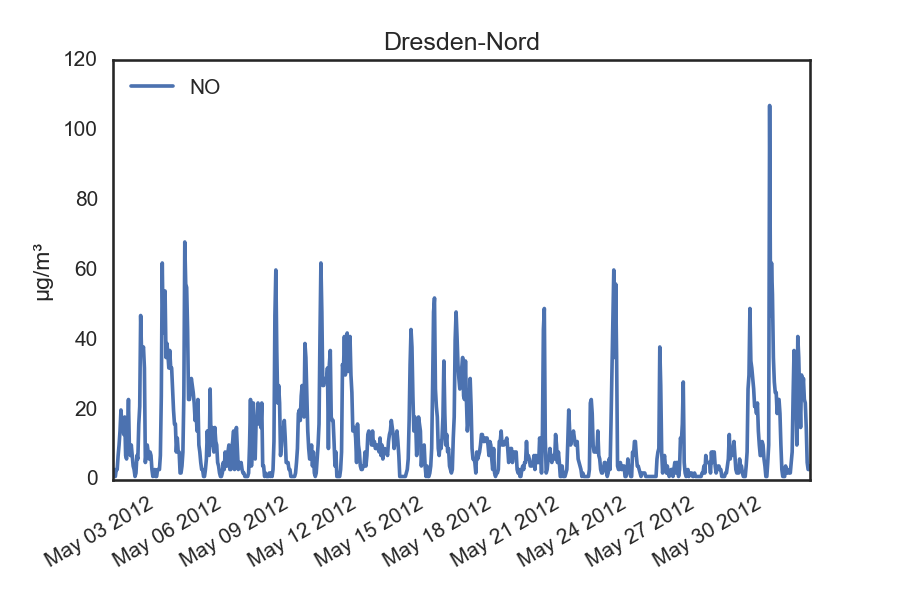 Dresden-Nord
120
100
80
60
40
20
0
µg/m³
NO
May 03 2012
May 06 2012
May 09 2012
May 12 2012
May 15 2012
May 18 2012
May 21 2012
May 24 2012
May 27 2012
May 30 2012